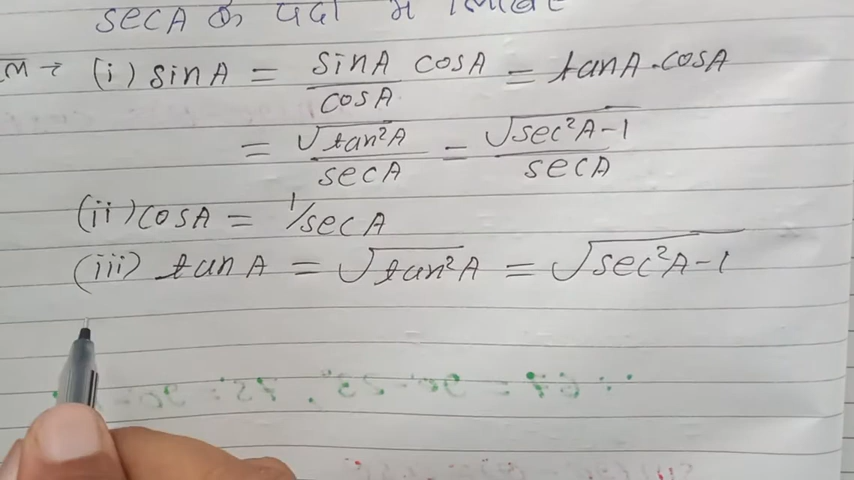 secA के पदों में लिखिए
(i) sinA = sinA/cosA cosA = tanA·cosA
= √tan²A/secA = √sec²A-1/secA
(ii) cosA = 1/secA
(iii) tanA = √tan²A = √sec²A-1